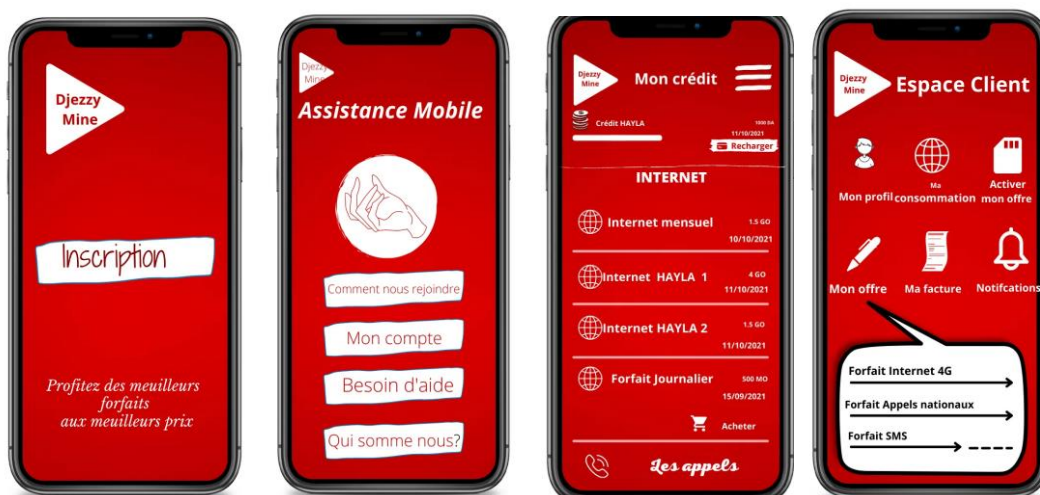 Djezzy
Mine
Inscription
Profitez des meuilleurs
forfaits
aux meuilleurs prix
Djezzy
Mine
Assistance Mobile
Comment nous rejoindre
Mon compte
Besoin d'aide
Qui somme nous?
Djezzy
Mine
Mon crédit
Crédit HAYLA
1000 DA
11/10/2021
Recharger
INTERNET
Internet mensuel
1.5 GO
10/10/2021
Internet HAYLA 1
4 GO
11/10/2021
Internet HAYLA 2
1.5 GO
11/10/2021
Forfait Journalier
500 MO
15/09/2021
Acheter
Les appels
Djezzy
Mine
Espace Client
Mon profil
Ma
consommation
Activer
mon offre
Mon offre
Ma facture
Notifcations
Forfait Internet 4G
Forfait Appels nationaux
Forfait SMS